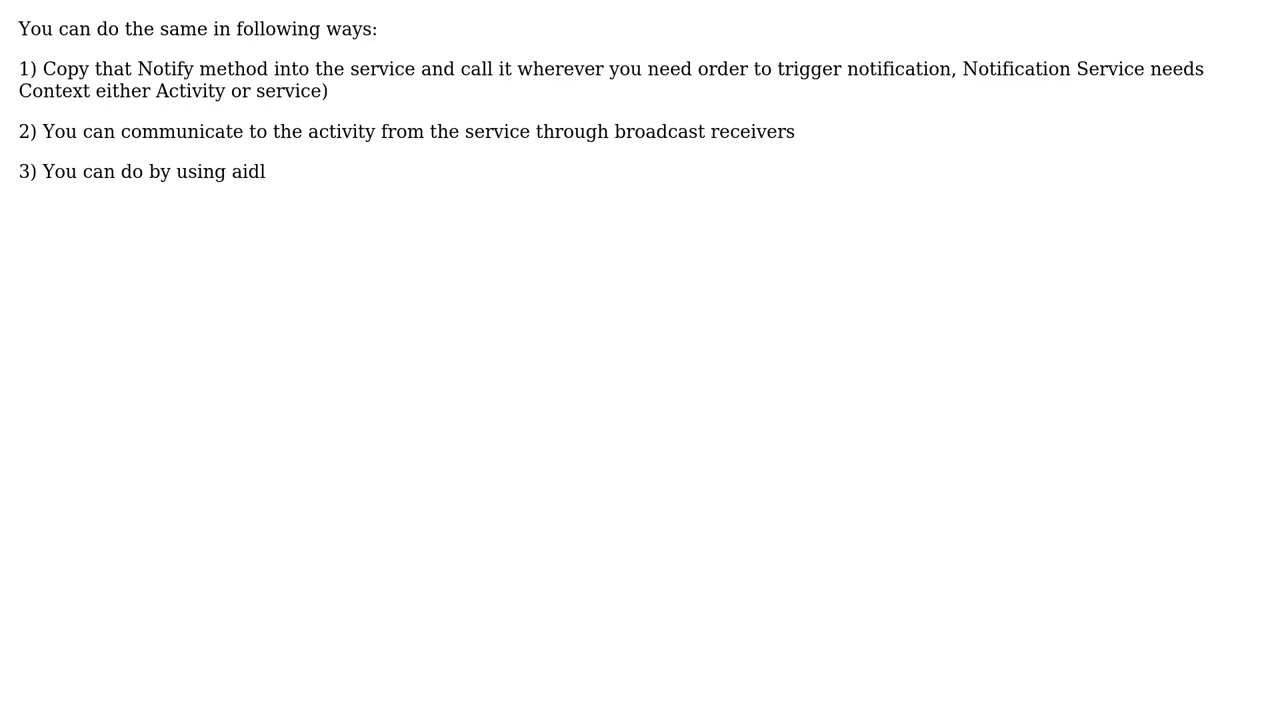 You can do the same in following ways:
1) Copy that Notify method into the service and call it wherever you need order to trigger notification, Notification Service needs
Context either Activity or service)
2) You can communicate to the activity from the service through broadcast receivers
3) You can do by using aidl